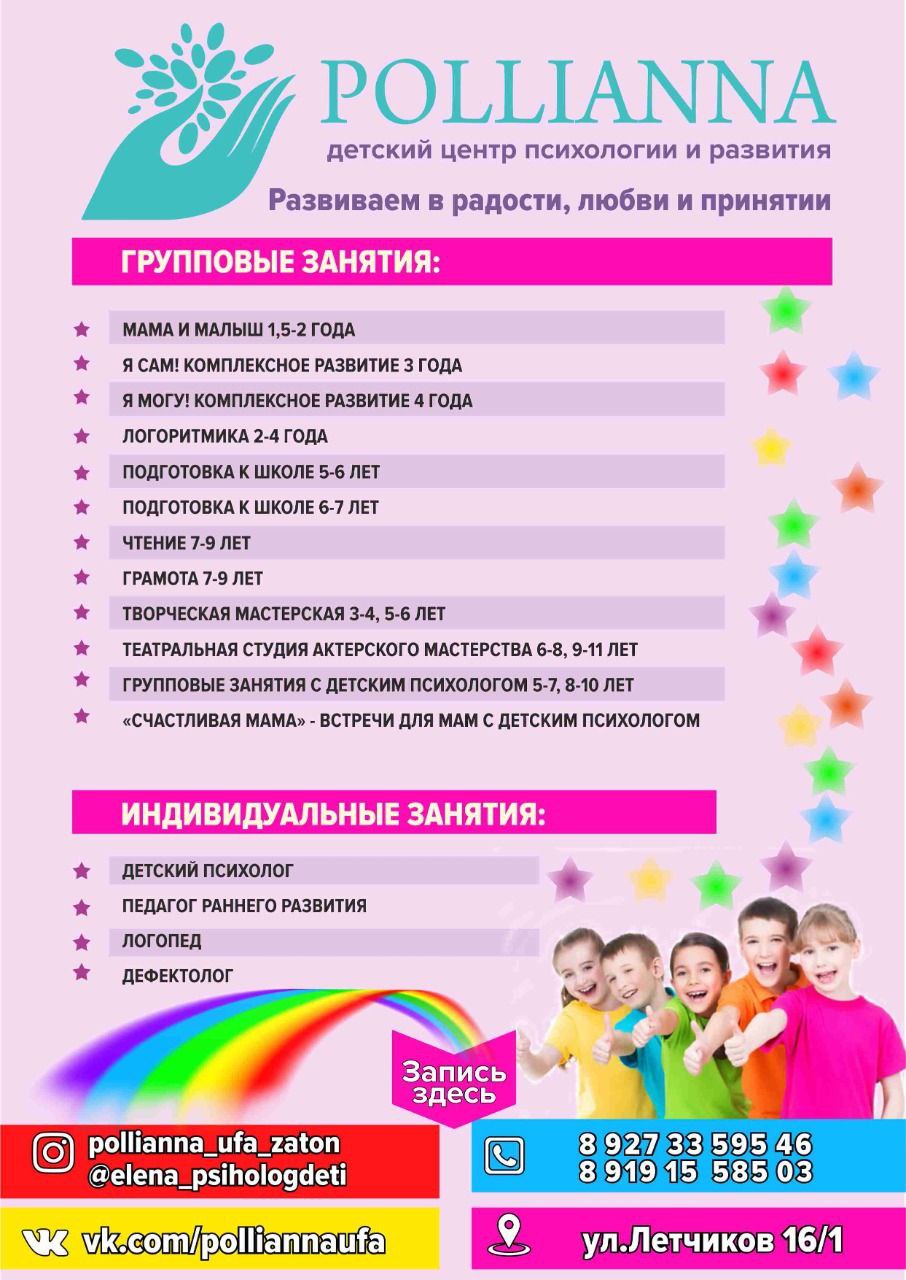 POLLIANNA
детский центр психологии и развития
Развиваем в радости, любви и принятии
ГРУППОВЫЕ ЗАНЯТИЯ:
МАМА И МАЛЫШ 1,5-2 ГОДА
Я САМ! КОМПЛЕКСНОЕ РАЗВИТИЕ 3 ГОДА
Я МОГУ! КОМПЛЕКСНОЕ РАЗВИТИЕ 4 ГОДА
ЛОГОРИТМИКА 2-4 ГОДА
ПОДГОТОВКА К ШКОЛЕ 5-6 ЛЕТ
ПОДГОТОВКА К ШКОЛЕ 6-7 ЛЕТ
ЧТЕНИЕ 7-9 ЛЕТ
ГРАМОТА 7-9 ЛЕТ
ТВОРЧЕСКАЯ МАСТЕРСКАЯ 3-4, 5-6 ЛЕТ
ТЕАТРАЛЬНАЯ СТУДИЯ АКТЕРСКОГО МАСТЕРСТВА 6-8, 9-11 ЛЕТ
ГРУППОВЫЕ ЗАНЯТИЯ С ДЕТСКИМ ПСИХОЛОГОМ 5-7, 8-10 ЛЕТ
«СЧАСТЛИВАЯ МАМА» - ВСТРЕЧИ ДЛЯ МАМ С ДЕТСКИМ ПСИХОЛОГОМ
ИНДИВИДУАЛЬНЫЕ ЗАНЯТИЯ:
ДЕТСКИЙ ПСИХОЛОГ
ПЕДАГОГ РАННЕГО РАЗВИТИЯ
ЛОГОПЕД
ДЕФЕКТОЛОГ
Запись
здесь
pollianna_ufa_zaton
@elena_psihologdeti
8 927 33 595 46
8 919 15 585 03
vk.com/polliannaufa
ул.Летчиков 16/1